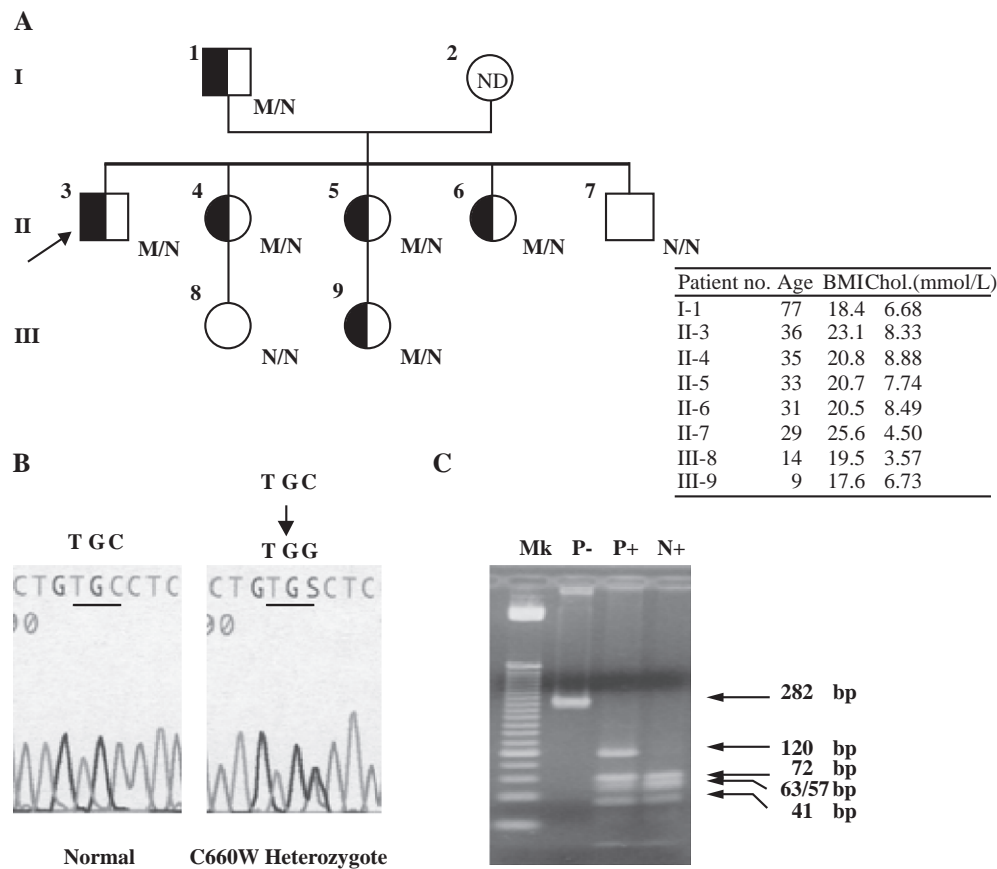 A
I
1
2
ND
M/N
II
3
4
5
6
7
M/N
M/N
M/N
M/N
N/N
III
8
9
N/N
M/N
Patient no. Age BMI Chol.(mmol/L)
I-1 77 18.4 6.68
II-3 36 23.1 8.33
II-4 35 20.8 8.88
II-5 33 20.7 7.74
II-6 31 20.5 8.49
II-7 29 25.6 4.50
III-8 14 19.5 3.57
III-9 9 17.6 6.73
B
TGC
TGC
TGG
CTGTGCCTC
CTGTGSCTC
Normal
C660W Heterozygote
C
Mk P- P+ N+
282 bp
120 bp
72 bp
63/57 bp
41 bp